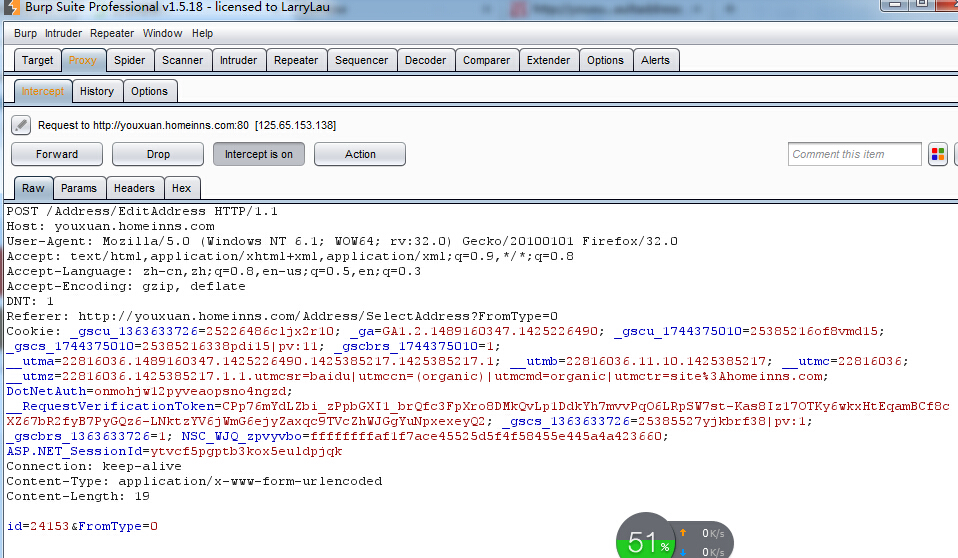 Burp Suite Professional v1.5.18 - licensed to LarryLau
Burp Intruder Repeater Window Help
Target Proxy Spider Scanner Intruder Repeater Sequencer Decoder Comparer Extender Options Alerts
Intercept History Options
Request to http://youxuan.homeinns.com:80 [125.65.153.138]
Forward Drop Intercept is on Action Comment this item
Raw Params Headers Hex
POST /Address/EditAddress HTTP/1.1
Host: youxuan.homeinns.com
User-Agent: Mozilla/5.0 (Windows NT 6.1; WOW64; rv:32.0) Gecko/20100101 Firefox/32.0
Accept: text/html,application/xhtml+xml,application/xml;q=0.9,*/*;q=0.8
Accept-Language: zh-cn,zh;q=0.8,en-us;q=0.5,en;q=0.3
Accept-Encoding: gzip, deflate
DNT: 1
Referer: http://youxuan.homeinns.com/Address/SelectAddress?FromType=0
Cookie: _gscu_1363633726=25226486cljx2r10; _ga=GA1.2.1489160347.1425226490; _gscu_1744375010=25385216of8vmd15;
_gscs_1744375010=25385216338pdi15|pv:11; _gscbrs_1744375010=1;
__utma=22816036.1489160347.1425226490.1425385217.1425385217.1; __utmb=22816036.11.10.1425385217; __utmc=22816036;
__utmz=22816036.1425385217.1.1.utmcsr=baidu|utmccn=(organic)|utmcmd=organic|utmctr=site%3Ahomeinns.com;
DotNetAuth=onmohjw12pyveaopsno4ngzd;
__RequestVerificationToken=CPp76mYdLZbi_zPpbGXI1_brQfc3FpXro8DMkQvLp1DdkYh7mvvPqO6LRpSW7st-Kas8Iz17OTKy6wkxHtEqamBCf8c
XZ67bR2fyB7PyGQz6-LNktzYV6jWmG6ejyZaxqc9TVcZhWJGgYuNpxexeyQ2; _gscs_1363633726=25385527yjkbrf38|pv:1;
_gscbrs_1363633726=1; NSC_WJQ_zpvyvbo=ffffffffaf1f7ace45525d5f4f58455e445a4a423660;
ASP.NET_SessionId=ytvcf5pgptb3kox5euldpjqk
Connection: keep-alive
Content-Type: application/x-www-form-urlencoded
Content-Length: 19
id=24153&FromType=0
51% 0K/s
0K/s